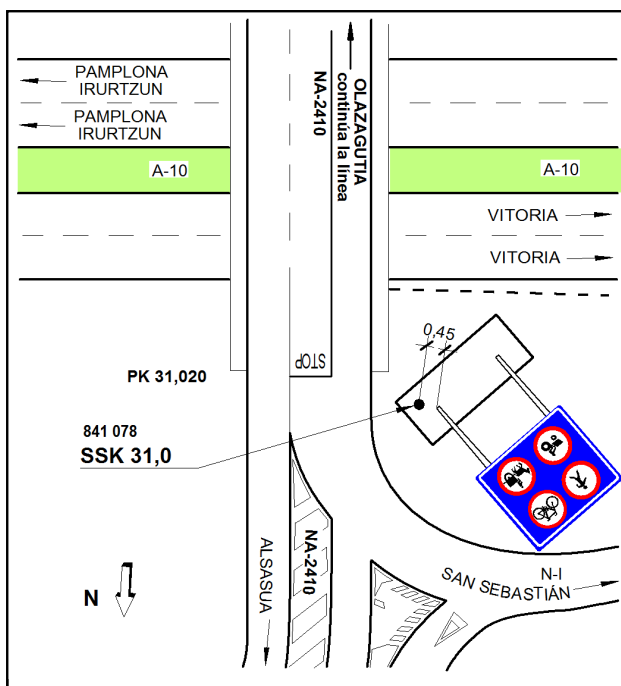 PAMPLONA
IRURTZUN
PAMPLONA
IRURTZUN
A-10
NA-2410
OLAZAGUTIA
continúa la linea
A-10
VITORIA
VITORIA
0,45
STOP
PK 31,020
841 078
SSK 31,0
N
ALSASUA
NA-2410
N-I
SAN SEBASTIÁN